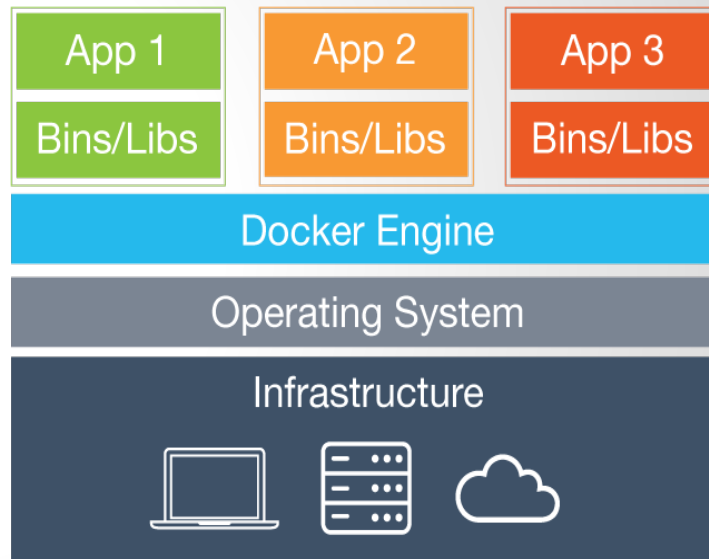 App 1
App 2
App 3
Bins/Libs
Bins/Libs
Bins/Libs
Docker Engine
Operating System
Infrastructure